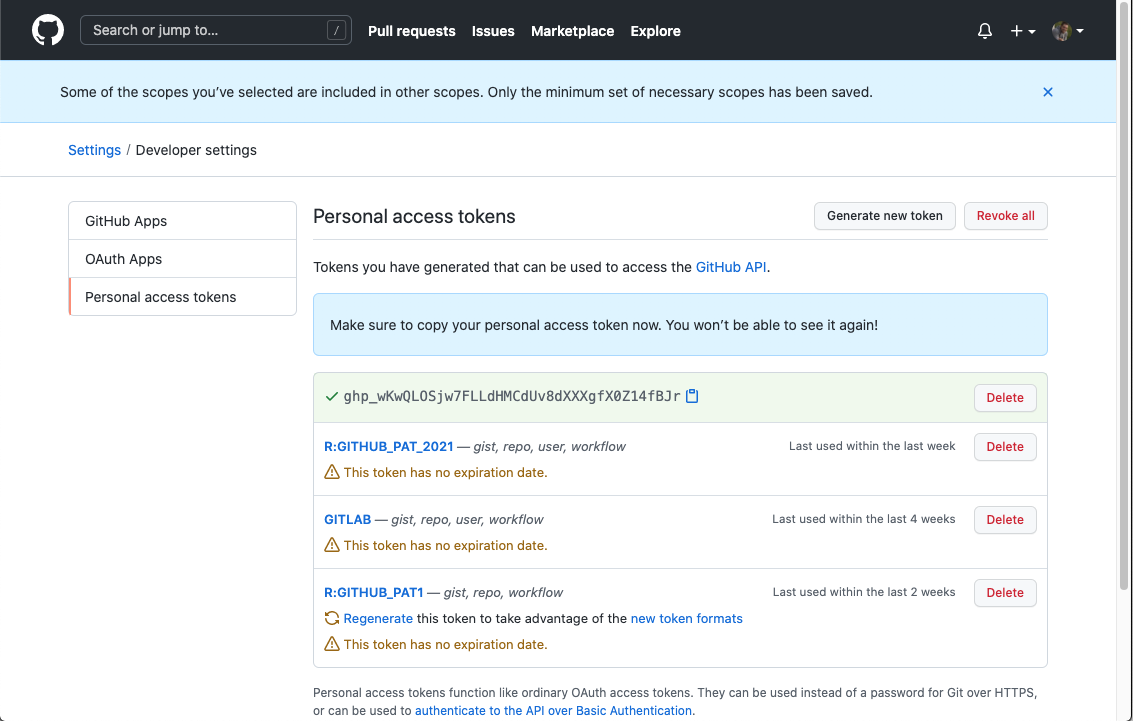 Search or jump to... /
Pull requests
Issues
Marketplace
Explore
Some of the scopes you’ve selected are included in other scopes. Only the minimum set of necessary scopes has been saved.
Settings / Developer settings
GitHub Apps
OAuth Apps
Personal access tokens
Personal access tokens
Generate new token
Revoke all
Tokens you have generated that can be used to access the GitHub API.
Make sure to copy your personal access token now. You won’t be able to see it again!
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
Delete
R:GITHUB_PAT_2021 — gist, repo, user, workflow
Last used within the last week
Delete
This token has no expiration date.
GITLAB — gist, repo, user, workflow
Last used within the last 4 weeks
Delete
This token has no expiration date.
R:GITHUB_PAT1 — gist, repo, workflow
Last used within the last 2 weeks
Delete
Regenerate this token to take advantage of the new token formats
This token has no expiration date.
Personal access tokens function like ordinary OAuth access tokens. They can be used instead of a password for Git over HTTPS,
or can be used to authenticate to the API over Basic Authentication.